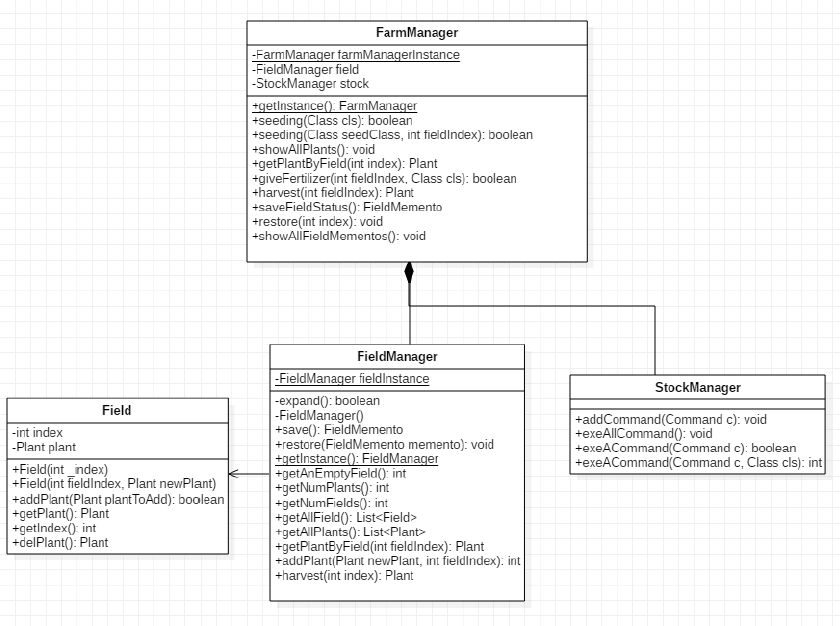 FarmManager
-FarmManager farmManagerInstance
-FieldManager field
-StockManager stock
+getInstance(): FarmManager
+seeding(Class cls): boolean
+seeding(Class seedClass, int fieldIndex): boolean
+showAllPlants(): void
+getPlantByField(int index): Plant
+giveFertilizer(int fieldIndex, Class cls): boolean
+harvest(int fieldIndex): Plant
+saveFieldStatus(): FieldMemento
+restore(int index): void
+showAllFieldMementos(): void
Field
-int index
-Plant plant
+Field(int _index)
+Field(int fieldIndex, Plant newPlant)
+addPlant(Plant plantToAdd): boolean
+getPlant(): Plant
+getIndex(): int
+delPlant(): Plant
FieldManager
-FieldManager fieldInstance
-expand(): boolean
-FieldManager()
+save(): FieldMemento
+restore(FieldMemento memento): void
+getInstance(): FieldManager
+getAnEmptyField(): int
+getNumPlants(): int
+getNumFields(): int
+getAllField(): List<Field>
+getAllPlants(): List<Plant>
+getPlantByField(int fieldIndex): Plant
+addPlant(Plant newPlant, int fieldIndex): int
+harvest(int index): Plant
StockManager
+addCommand(Command c): void
+exeAllCommand(): void
+exeACommand(Command c): boolean
+exeACommand(Command c, Class cls): int